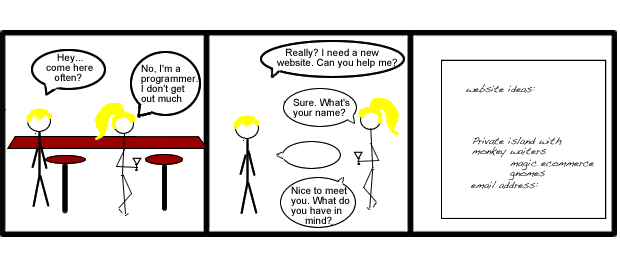 Hey...
come here
often?
No, I'm a
programmer.
I don't get
out much
Really? I need a new
website. Can you help me?
Sure. What's
your name?
Nice to meet
you. What do
you have in
mind?
website ideas:
Private island with
monkey waiters
magic ecommerce
gnomes
email address: